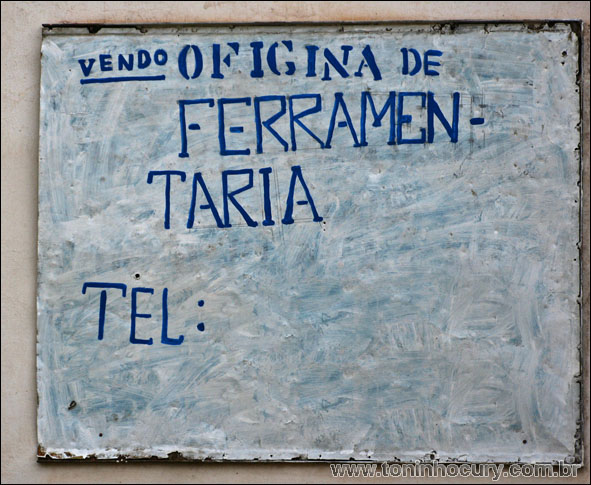 VENDO OFIGINA DE
FERRAMEN-
TARIA
TEL:
www.toninhocury.com.br